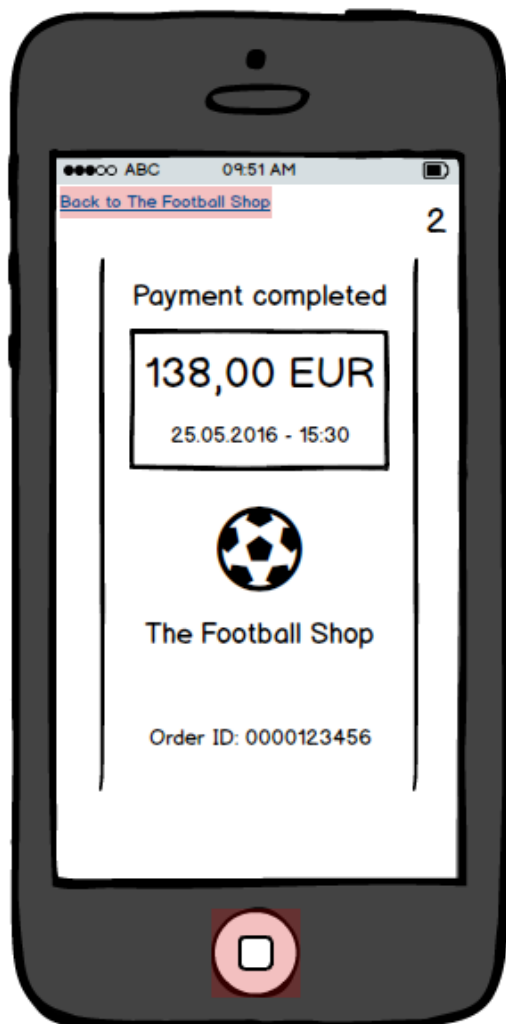 ABC 09:51 AM
Back to The Football Shop
2
Payment completed
138,00 EUR
25.05.2016 - 15:30
The Football Shop
Order ID: 0000123456